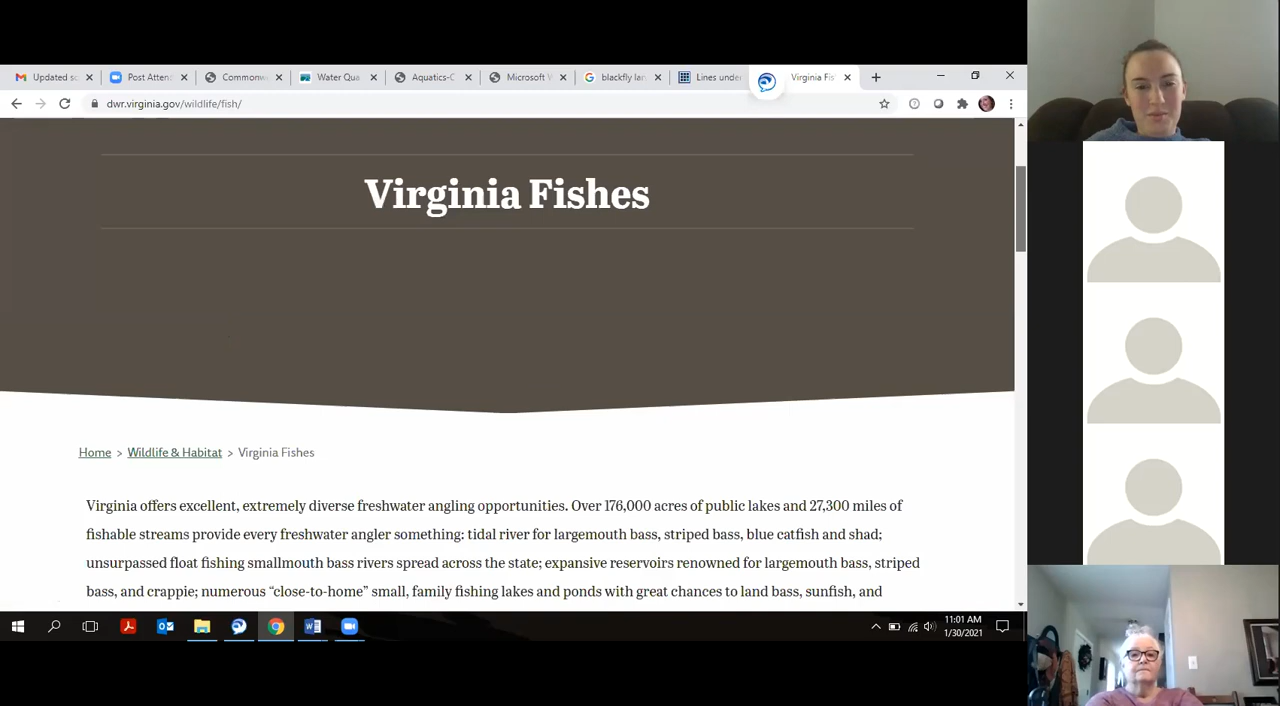 Updated sc
Post Atten
Commonw
Water Qua
Aquatics-C
Microsoft V
blackfly lar
Lines unde
Virginia Fis
dwr.virginia.gov/wildlife/fish/
Virginia Fishes
Home > Wildlife & Habitat > Virginia Fishes
Virginia offers excellent, extremely diverse freshwater angling opportunities. Over 176,000 acres of public lakes and 27,300 miles of
fishable streams provide every freshwater angler something: tidal river for largemouth bass, striped bass, blue catfish and shad;
unsurpassed float fishing smallmouth bass rivers spread across the state; expansive reservoirs renowned for largemouth bass, striped
bass, and crappie; numerous “close-to-home” small, family fishing lakes and ponds with great chances to land bass, sunfish, and
11:01 AM
1/30/2021